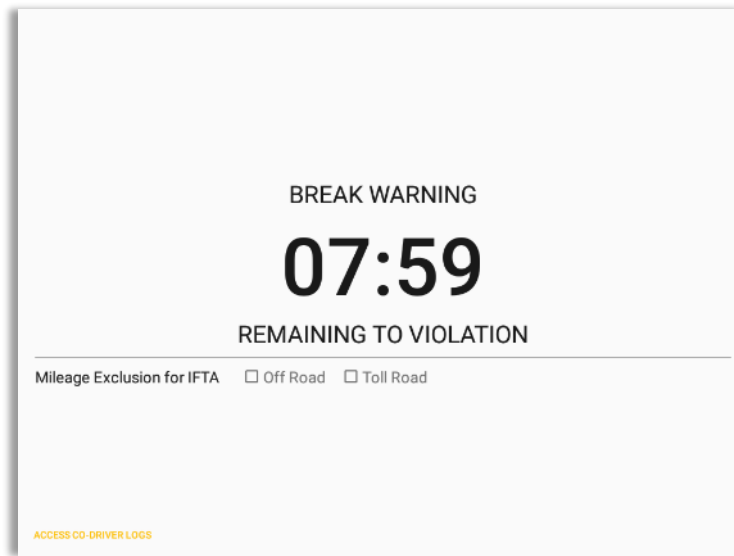 BREAK WARNING
07:59
REMAINING TO VIOLATION
Mileage Exclusion for IFTA Off Road Toll Road
ACCESS CO-DRIVER LOGS